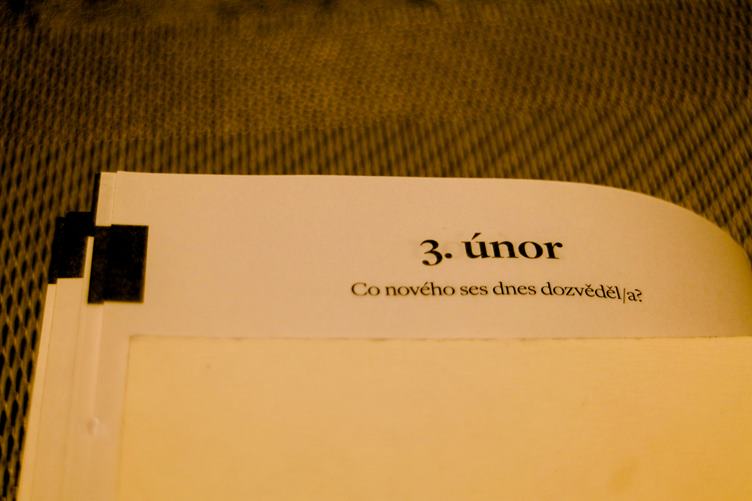 3. únor
Co nového ses dnes dozvěděl/a?